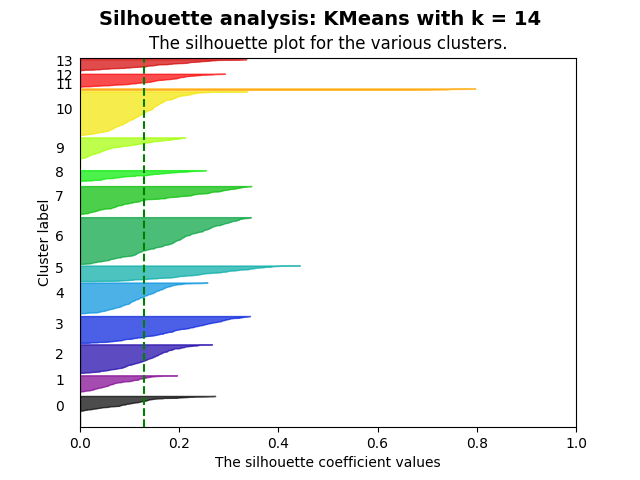 Silhouette analysis: KMeans with k = 14
The silhouette plot for the various clusters.
13
12
11
10
9
8
7
6
5
4
3
2
1
0
Cluster label
0.0 0.2 0.4 0.6 0.8 1.0
The silhouette coefficient values